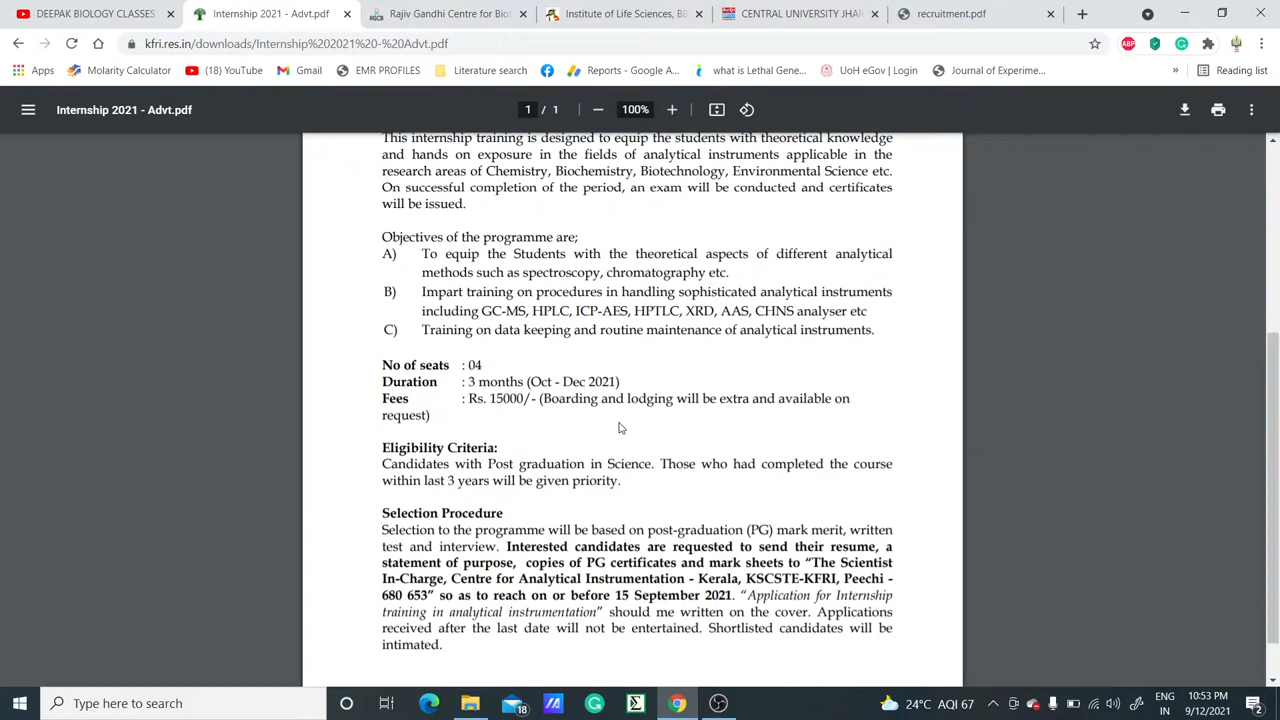 DEEPAK BIOLOGY CLASSES
Internship 2021 - Advt.pdf
Rajiv Gandhi Centre for Bio
Institute of Life Sciences, BB
CENTRAL UNIVERSITY JHAR
recruitment.pdf
kfri.res.in/downloads/Internship%202021%20-%20Advt.pdf
Apps
Molarity Calculator
(18) YouTube
Gmail
EMR PROFILES
Literature search
Reports - Google A...
what is Lethal Gene...
UoH eGov | Login
Journal of Experime...
»
Reading list
Internship 2021 - Advt.pdf
1 / 1
100%
This internship training is designed to equip the students with theoretical knowledge
and hands on exposure in the fields of analytical instruments applicable in the
research areas of Chemistry, Biochemistry, Biotechnology, Environmental Science etc.
On successful completion of the period, an exam will be conducted and certificates
will be issued.
Objectives of the programme are;
A) To equip the Students with the theoretical aspects of different analytical
methods such as spectroscopy, chromatography etc.
B) Impart training on procedures in handling sophisticated analytical instruments
including GC-MS, HPLC, ICP-AES, HPTLC, XRD, AAS, CHNS analyser etc
C) Training on data keeping and routine maintenance of analytical instruments.
No of seats : 04
Duration : 3 months (Oct - Dec 2021)
Fees : Rs. 15000/- (Boarding and lodging will be extra and available on
request)
Eligibility Criteria:
Candidates with Post graduation in Science. Those who had completed the course
within last 3 years will be given priority.
Selection Procedure
Selection to the programme will be based on post-graduation (PG) mark merit, written
test and interview. Interested candidates are requested to send their resume, a
statement of purpose, copies of PG certificates and mark sheets to “The Scientist
In-Charge, Centre for Analytical Instrumentation - Kerala, KSCSTE-KFRI, Peechi -
680 653” so as to reach on or before 15 September 2021. “Application for Internship
training in analytical instrumentation” should me written on the cover. Applications
received after the last date will not be entertained. Shortlisted candidates will be
intimated.
Type here to search
18
24°C AQI 67
ENG
IN
10:53 PM
9/12/2021
2